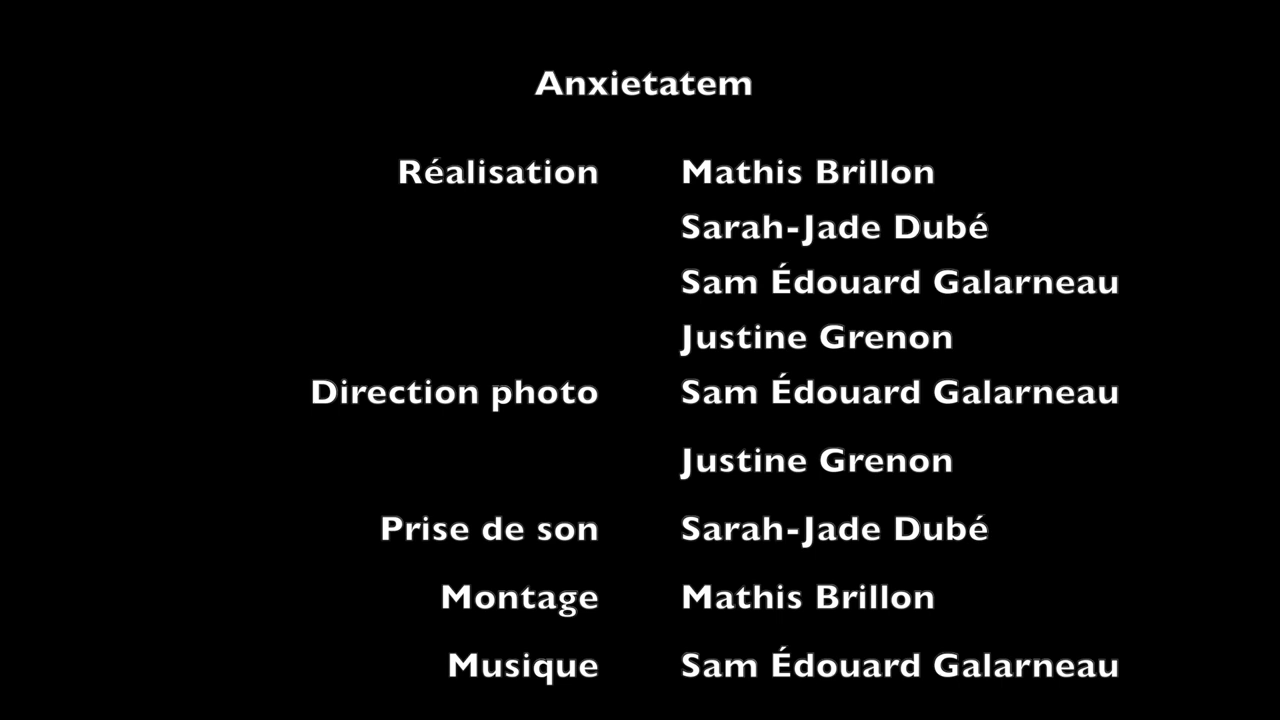 Anxietatem
Réalisation Mathis Brillon
Sarah-Jade Dubé
Sam Édouard Galarneau
Justine Grenon
Direction photo Sam Édouard Galarneau
Justine Grenon
Prise de son Sarah-Jade Dubé
Montage Mathis Brillon
Musique Sam Édouard Galarneau